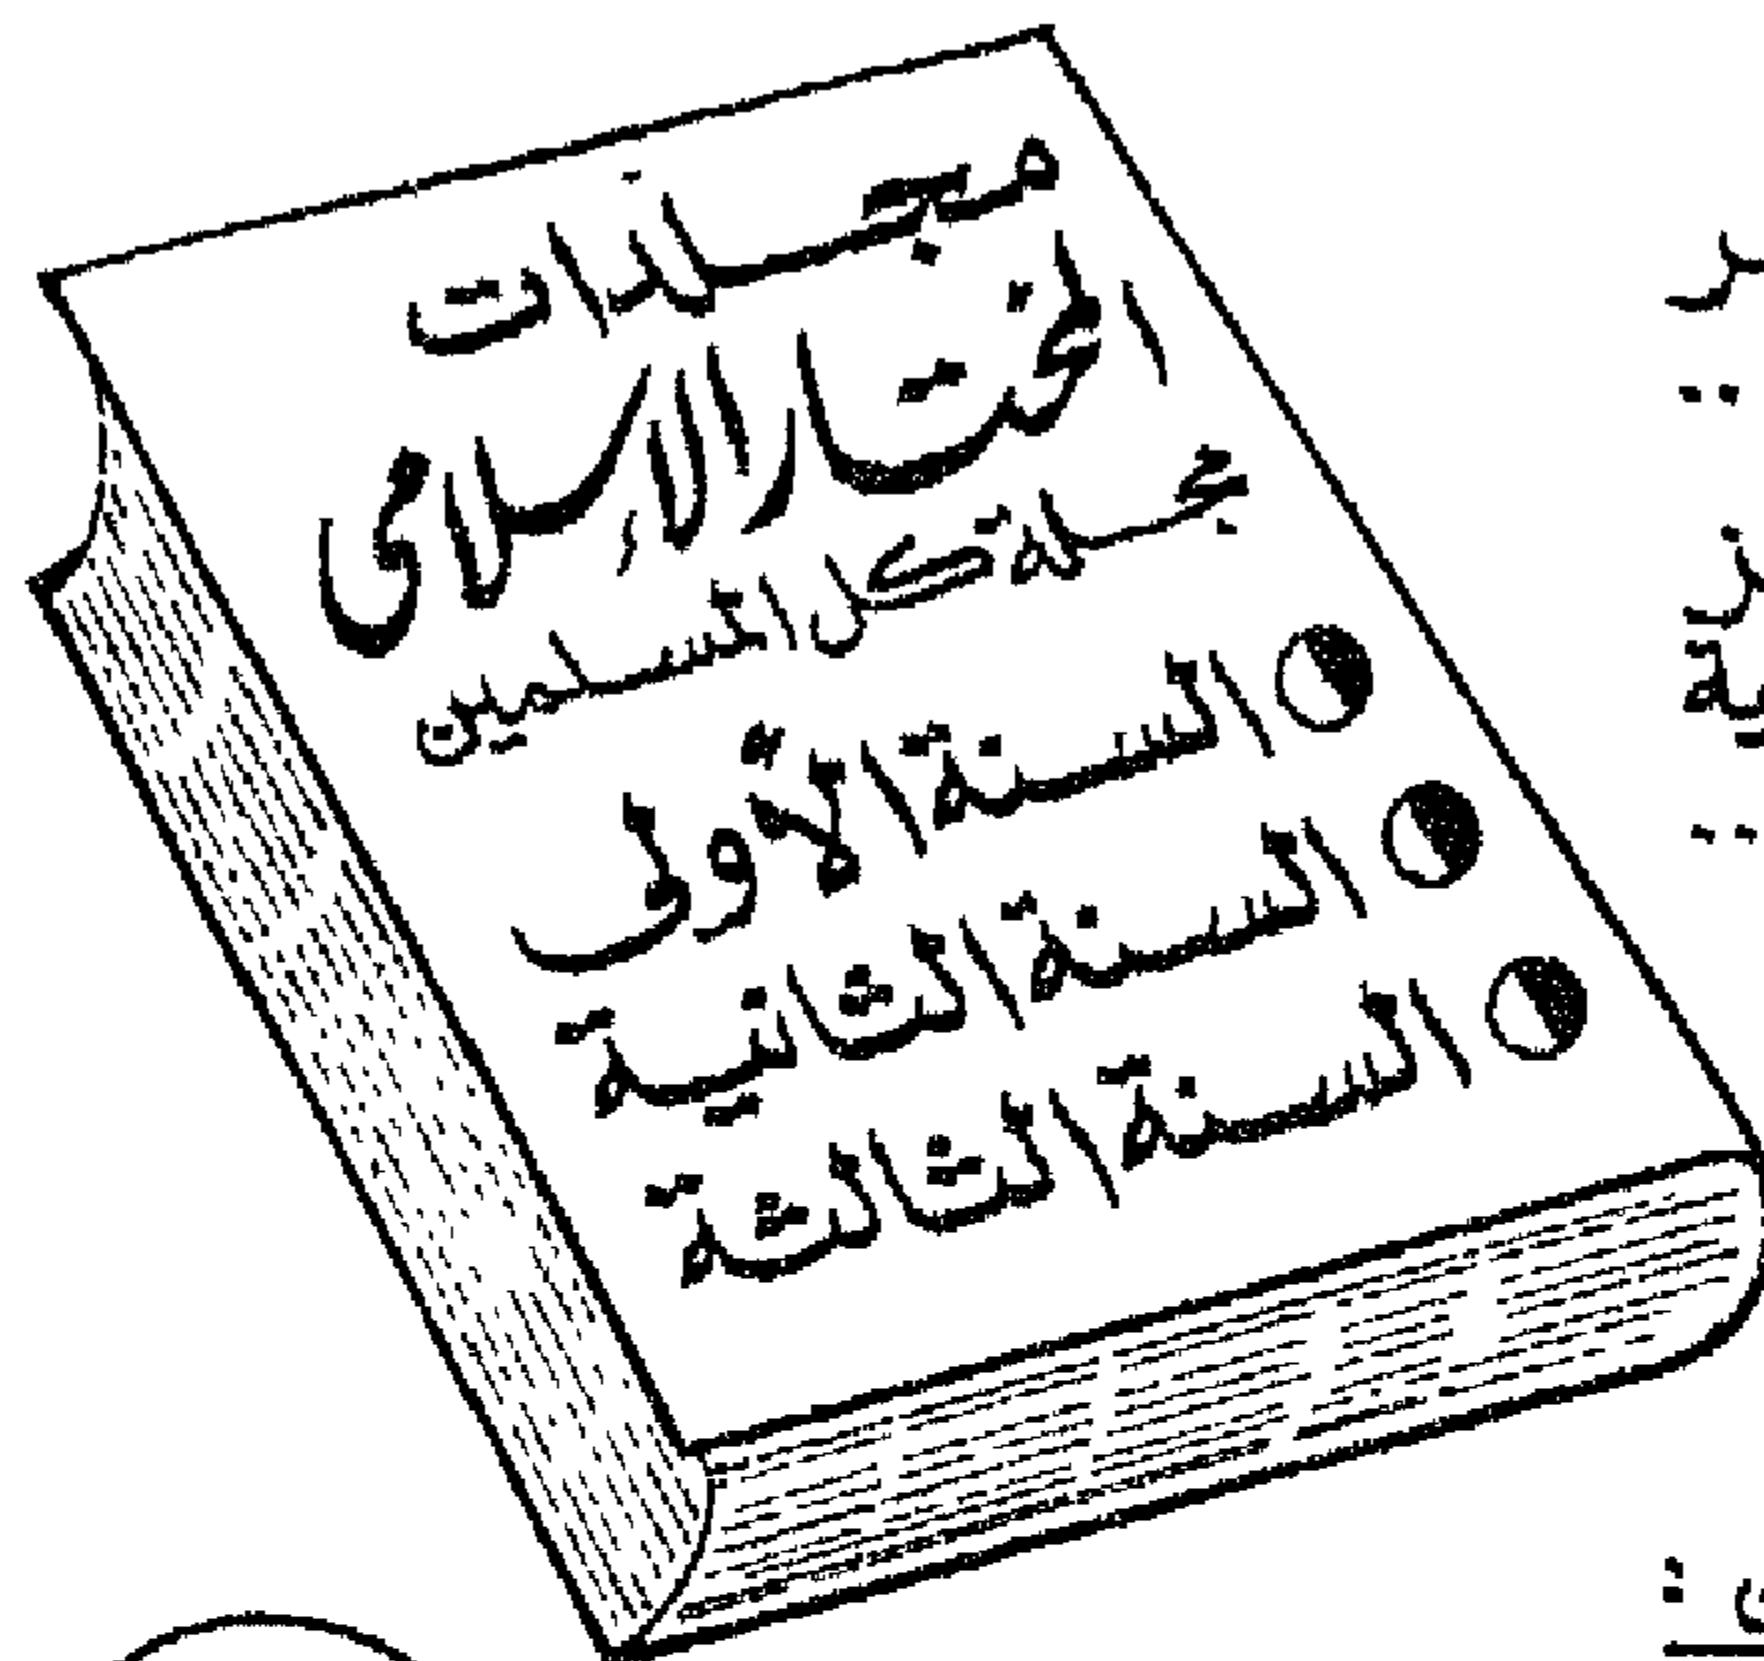 مجلدات
المختار الإسلامى
مجلة كل المسلمين
السنة الأولى
السنة الثانية
السنة الثالثة